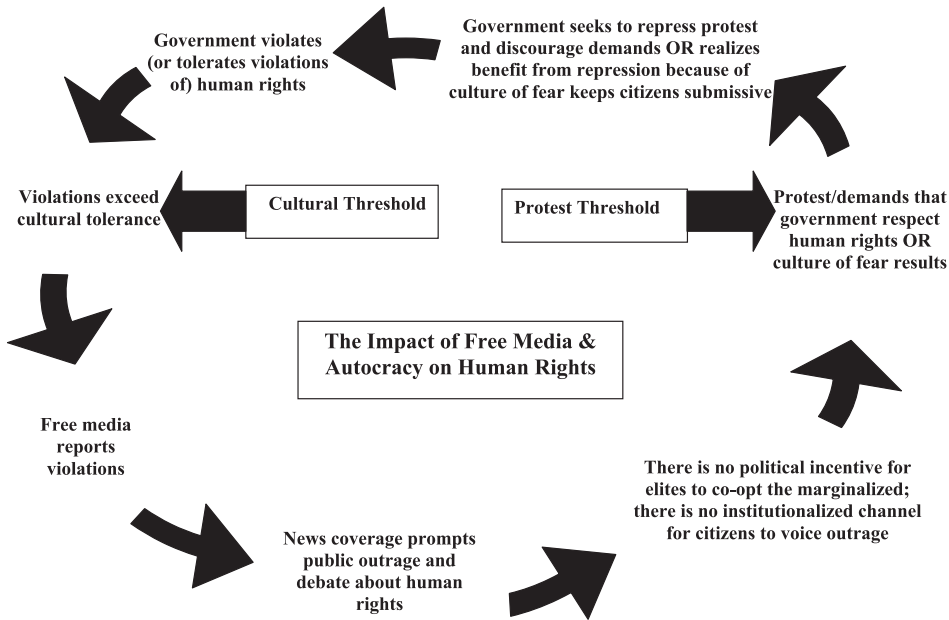 Government seeks to repress protest
and discourage demands OR realizes
benefit from repression because of
culture of fear keeps citizens submissive
Government violates
(or tolerates violations
of) human rights
Violations exceed
cultural tolerance
Cultural Threshold
Protest Threshold
Protest/demands that
government respect
human rights OR
culture of fear results
The Impact of Free Media &
Autocracy on Human Rights
Free media
reports
violations
News coverage prompts
public outrage and
debate about human
rights
There is no political incentive for
elites to co-opt the marginalized;
there is no institutionalized channel
for citizens to voice outrage